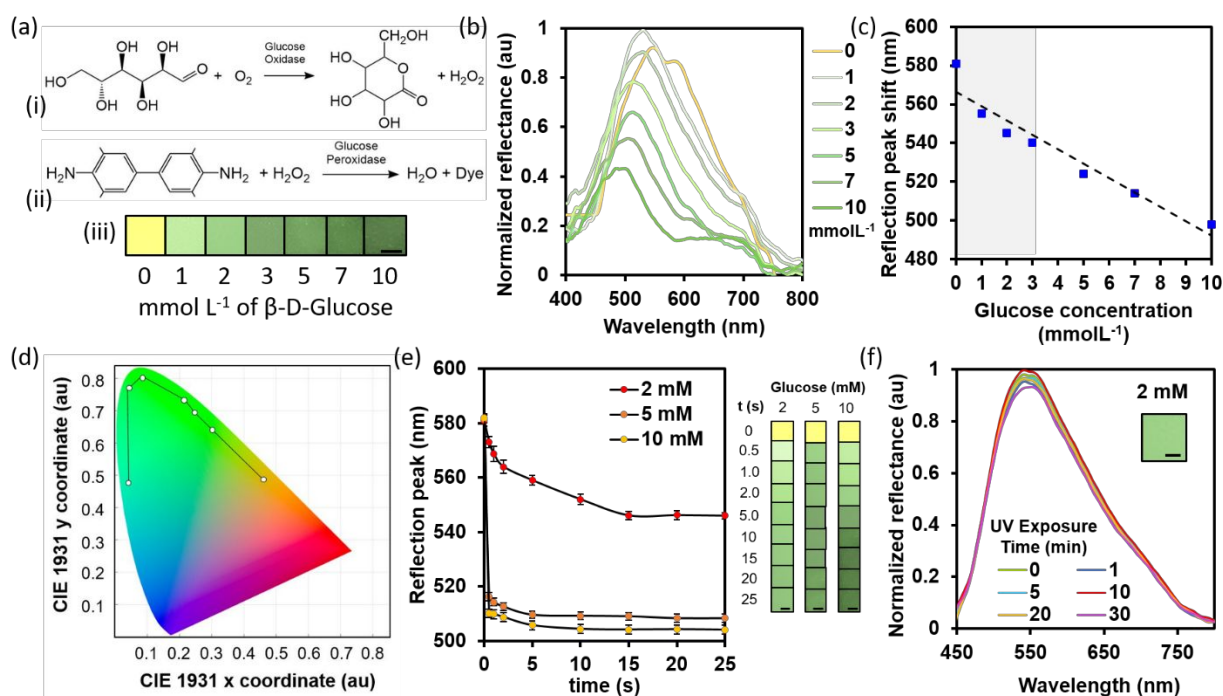 (a)
OH OH
HO
OH OH
O
+ O₂
Glucose
Oxidase
CH₂OH
HO
O
HO
O
OH
+ H₂O₂
(i)
H₂N
NH₂
+ H₂O₂
Glucose
Peroxidase
H₂O + Dye
(ii)
(iii)
0 1 2 3 5 7 10
mmol L⁻¹ of β-D-Glucose
(b)
Normalized reflectance (au)
1
0.8
0.6
0.4
0.2
0
400 500 600 700 800
Wavelength (nm)
0
1
2
3
5
7
10
mmolL⁻¹
(c)
Reflection peak shift (nm)
600
580
560
540
520
500
480
0 1 2 3 4 5 6 7 8 9 10
Glucose concentration
(mmolL⁻¹)
(d)
CIE 1931 y coordinate (au)
0.8
0.7
0.6
0.5
0.4
0.3
0.2
0.1
0.1 0.2 0.3 0.4 0.5 0.6 0.7 0.8
CIE 1931 x coordinate (au)
(e)
Reflection peak (nm)
600
580
560
540
520
500
0 5 10 15 20 25
time (s)
2 mM
5 mM
10 mM
Glucose (mM)
t (s) 2 5 10
0
0.5
1.0
2.0
5.0
10
15
20
25
(f)
Normalized reflectance (au)
1
0.8
0.6
0.4
0.2
0
450 550 650 750
Wavelength (nm)
2 mM
UV Exposure
Time (min)
0 1
5 10
20 30